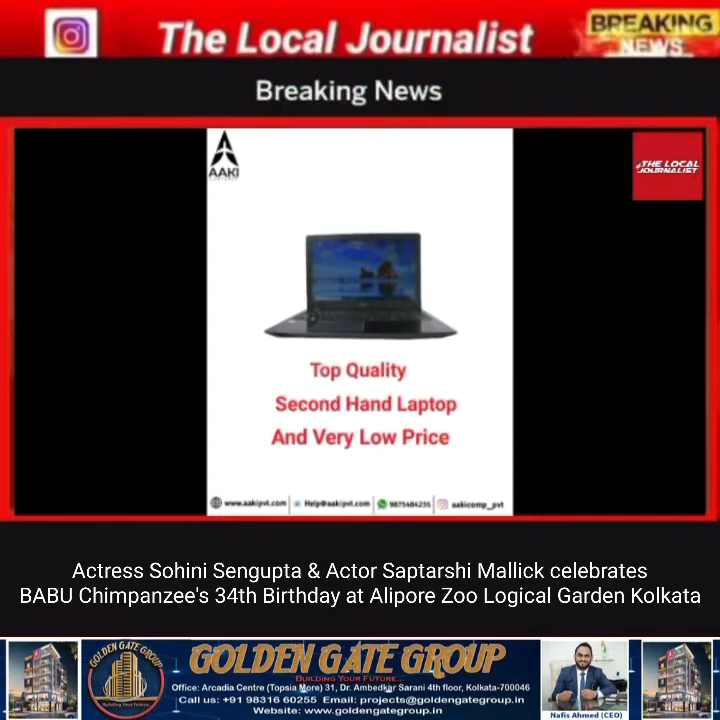 The Local Journalist
BREAKING
NEWS
Breaking News
AAKI
THE LOCAL
JOURNALIST
Top Quality
Second Hand Laptop
And Very Low Price
www.aakipvt.com
Help@aakipvt.com
9875484235
aakicomp_pvt
Actress Sohini Sengupta & Actor Saptarshi Mallick celebrates
BABU Chimpanzee's 34th Birthday at Alipore Zoo Logical Garden Kolkata
GOLDEN GATE GROUP
Building Your Future...
GOLDEN GATE GROUP
BUILDING YOUR FUTURE...
Office: Arcadia Centre (Topsia More) 31, Dr. Ambedkar Sarani 4th floor, Kolkata-700046
Call us: +91 98316 60255 Email: projects@goldengategroup.in
Website: www.goldengategroup.in
Nafis Ahmed (CEO)